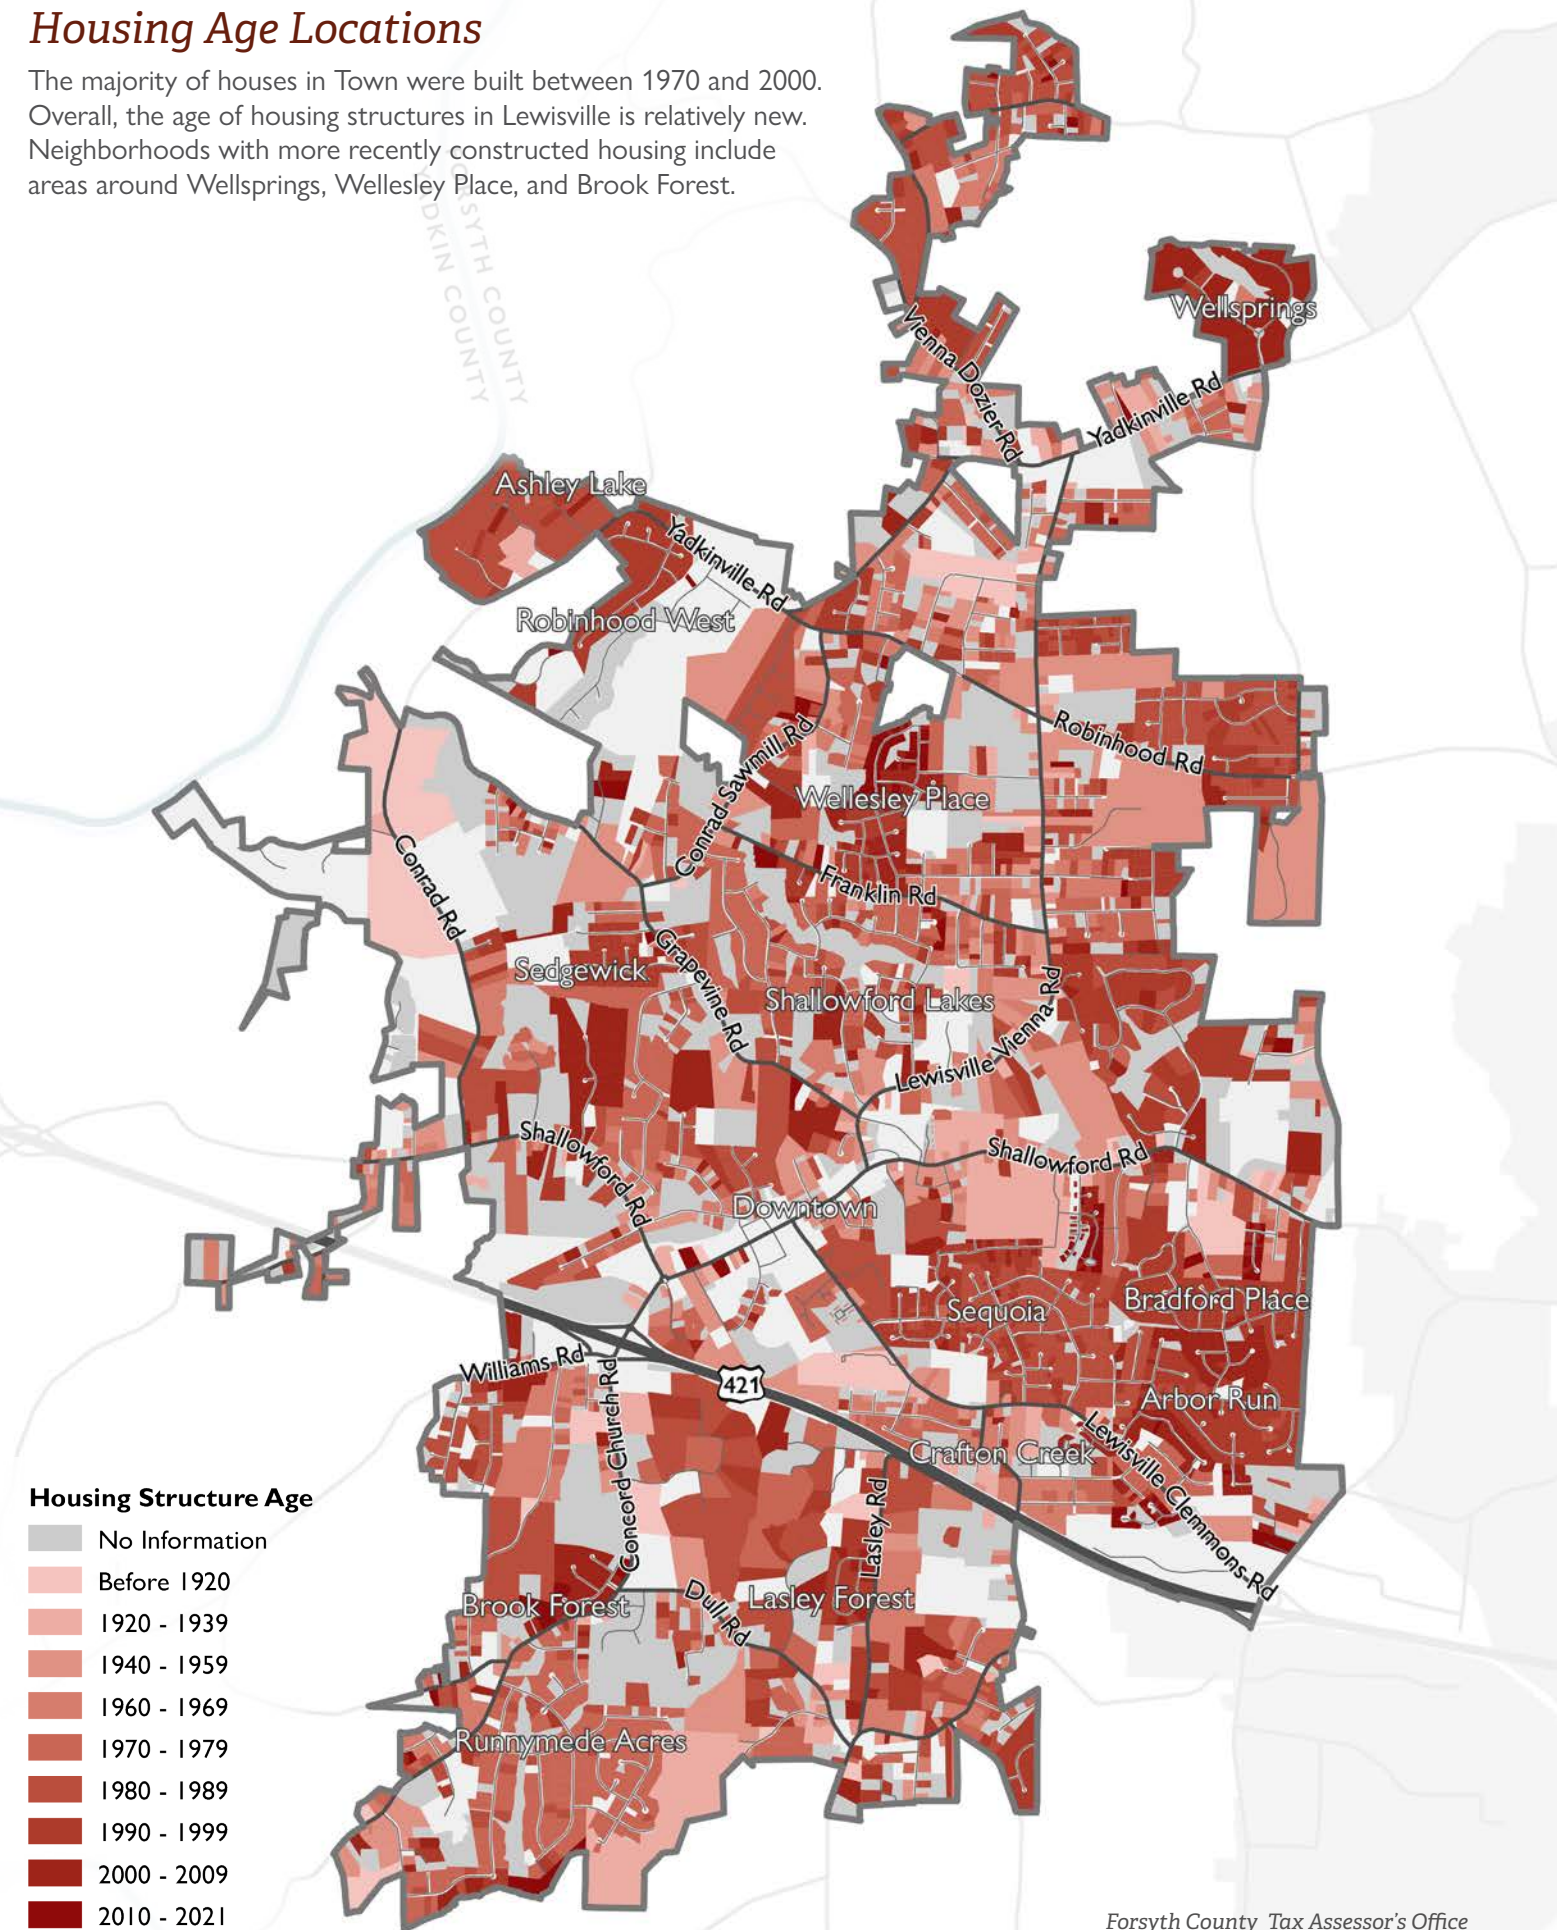 Housing Age Locations
The majority of houses in Town were built between 1970 and 2000.
Overall, the age of housing structures in Lewisville is relatively new.
Neighborhoods with more recently constructed housing include
areas around Wellsprings, Wellesley Place, and Brook Forest.
YADKIN COUNTY
FORSYTH COUNTY
Wellsprings
Vienna Dozier Rd
Yadkinville Rd
Ashley Lake
Yadkinville Rd
Robinhood West
Robinhood Rd
Conrad Sawmill Rd
Wellesley Place
Conrad Rd
Franklin Rd
Sedgewick
Grapevine Rd
Shallowford Lakes
Lewisville Vienna Rd
Shallowford Rd
Shallowford Rd
Downtown
Sequoia
Bradford Place
Williams Rd
421
Concord Church Rd
Arbor Run
Crafton Creek
Lewisville Clemmons Rd
Lasley Rd
Brook Forest
Dull Rd
Lasley Forest
Runnymede Acres
Housing Structure Age
No Information
Before 1920
1920 - 1939
1940 - 1959
1960 - 1969
1970 - 1979
1980 - 1989
1990 - 1999
2000 - 2009
2010 - 2021
Forsyth County Tax Assessor's Office